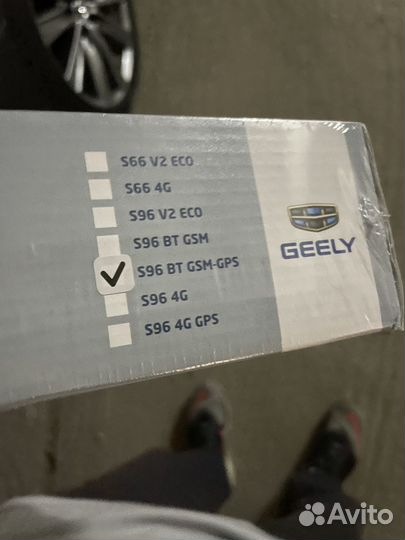 S66 V2 ECO
S66 4G
S96 V2 ECO
S96 BT GSM
S96 BT GSM-GPS
S96 4G
S96 4G GPS
GEELY
Avito